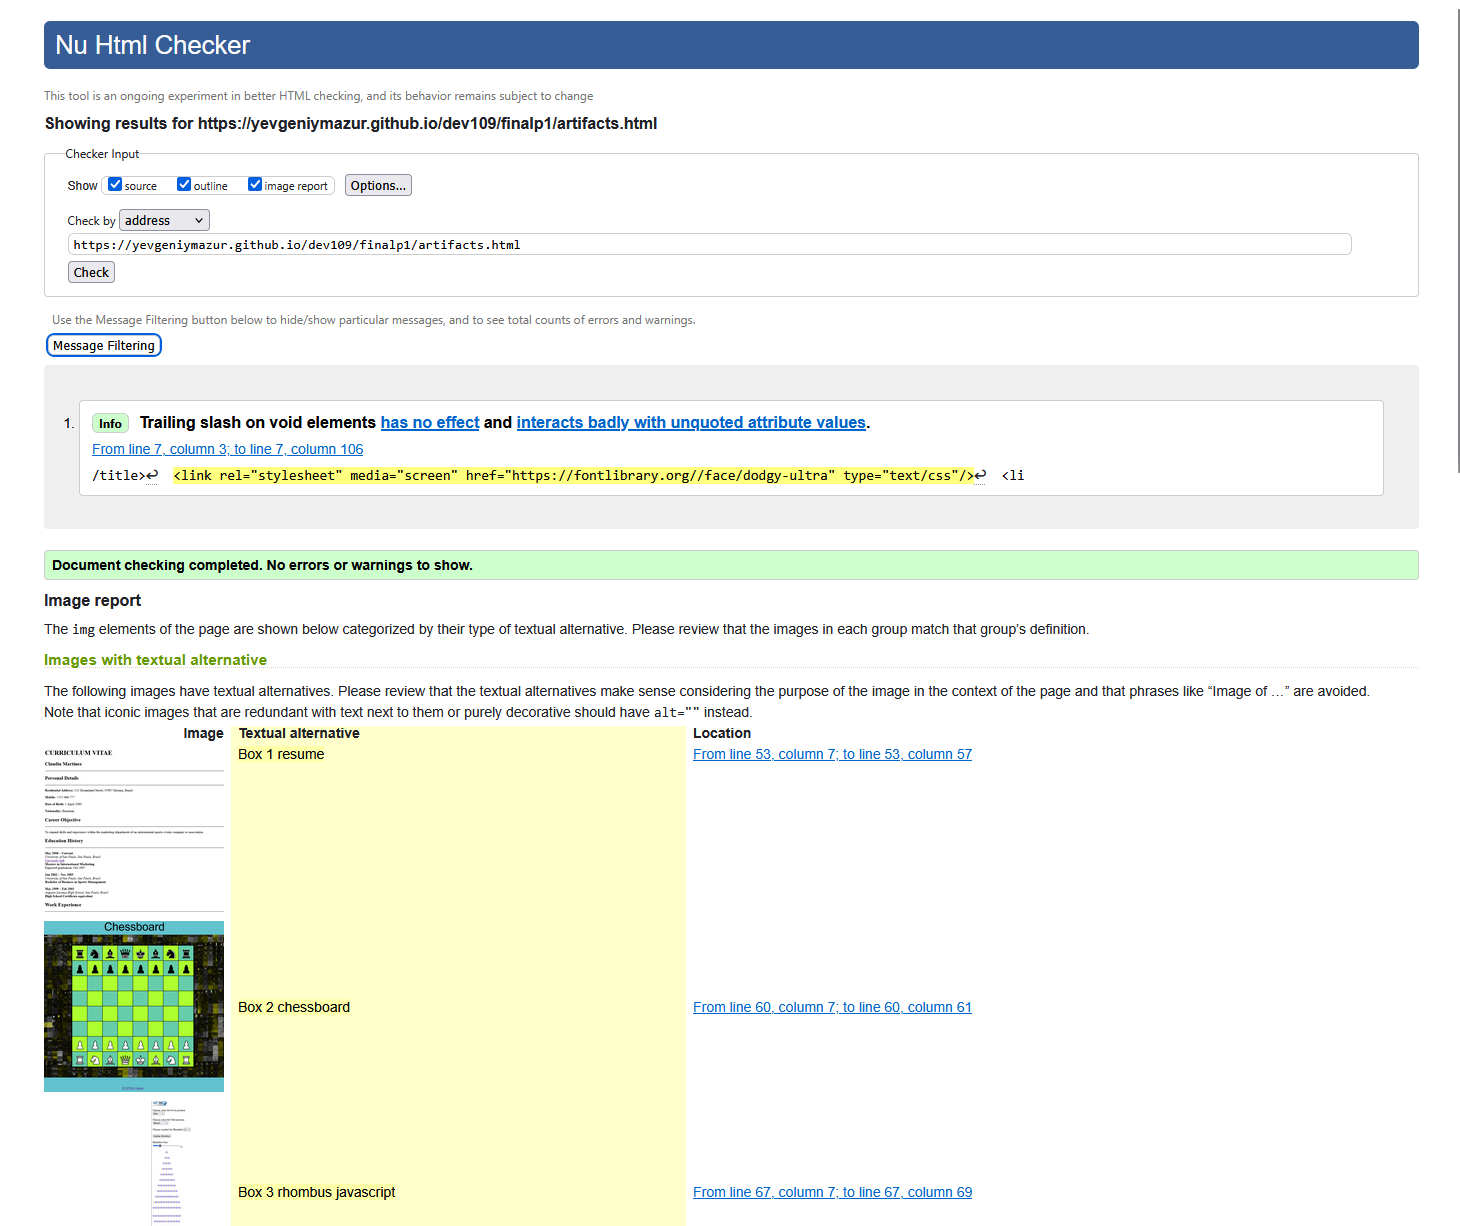 Nu Html Checker
This tool is an ongoing experiment in better HTML checking, and its behavior remains subject to change
Showing results for https://yevgeniymazur.github.io/dev109/finalp1/artifacts.html
Checker Input
Show source outline image report Options...
Check by address
https://yevgeniymazur.github.io/dev109/finalp1/artifacts.html
Check
Use the Message Filtering button below to hide/show particular messages, and to see total counts of errors and warnings.
Message Filtering
1. Info Trailing slash on void elements has no effect and interacts badly with unquoted attribute values.
From line 7, column 3; to line 7, column 106
/title>↩ <link rel="stylesheet" media="screen" href="https://fontlibrary.org//face/dodgy-ultra" type="text/css"/>↩ <li
Document checking completed. No errors or warnings to show.
Image report
The img elements of the page are shown below categorized by their type of textual alternative. Please review that the images in each group match that group's definition.
Images with textual alternative
The following images have textual alternatives. Please review that the textual alternatives make sense considering the purpose of the image in the context of the page and that phrases like “Image of …” are avoided.
Note that iconic images that are redundant with text next to them or purely decorative should have alt="" instead.
Image Textual alternative Location
Box 1 resume From line 53, column 7; to line 53, column 57
CURRICULUM VITAE
Claudia Martinez
Personal Details
Career Objective
Education History
Work Experience
Chessboard
Box 2 chessboard From line 60, column 7; to line 60, column 61
Box 3 rhombus javascript From line 67, column 7; to line 67, column 69